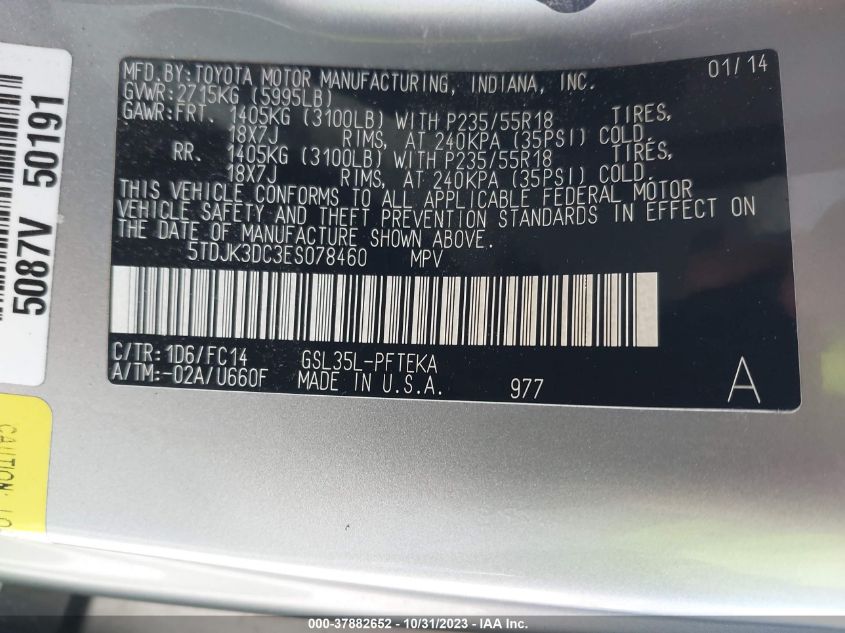 MFD.BY:TOYOTA MOTOR MANUFACTURING, INDIANA, INC. 01/14
GVWR:2715KG (5995LB)
GAWR:FRT. 1405KG (3100LB) WITH P235/55R18 TIRES,
18X7J RIMS, AT 240KPA (35PSI) COLD.
RR. 1405KG (3100LB) WITH P235/55R18 TIRES,
18X7J RIMS, AT 240KPA (35PSI) COLD.
THIS VEHICLE CONFORMS TO ALL APPLICABLE FEDERAL MOTOR
VEHICLE SAFETY AND THEFT PREVENTION STANDARDS IN EFFECT ON
THE DATE OF MANUFACTURE SHOWN ABOVE.
5TDJK3DC3ES078460 MPV
C/TR:1D6/FC14 GSL35L-PFTEKA
A/TM:-02A/U660F MADE IN U.S.A. 977 A
5087V 50191
CAUTION
000-37882652 - 10/31/2023 - IAA Inc.